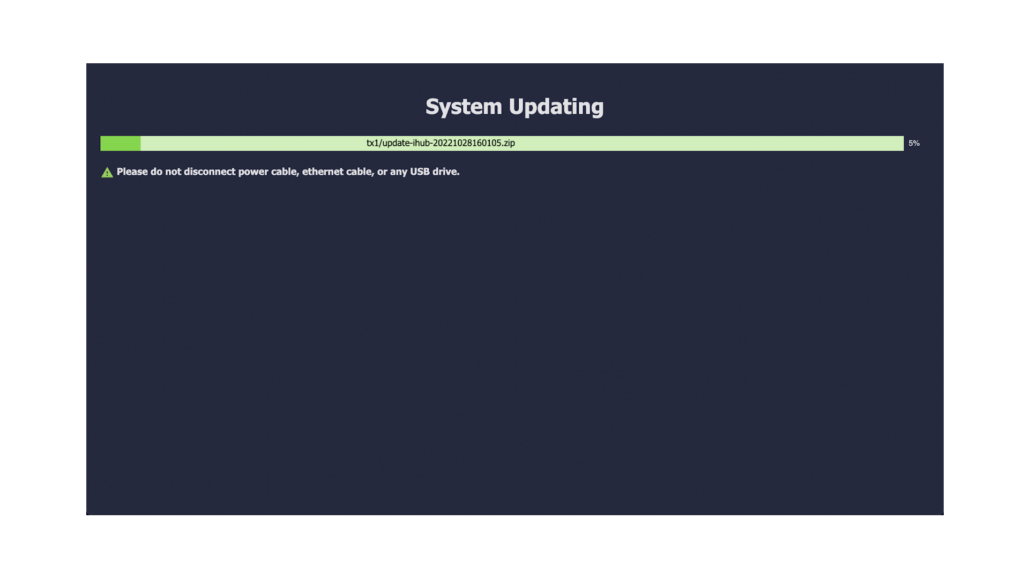 System Updating
tx1/update-ihub-20221028160105.zip
5%
Please do not disconnect power cable, ethernet cable, or any USB drive.